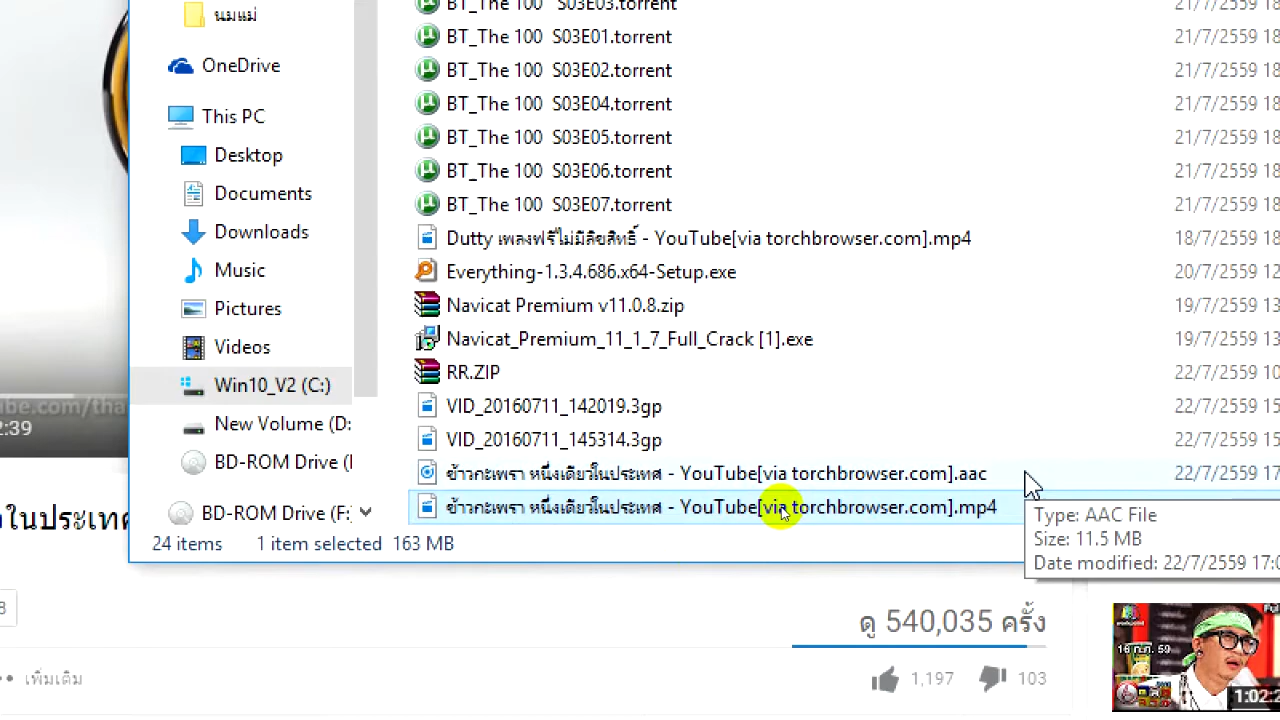 นมแม่
OneDrive
This PC
Desktop
Documents
Downloads
Music
Pictures
Videos
Win10_V2 (C:)
New Volume (D:
BD-ROM Drive (I
BD-ROM Drive (F:
BT_The 100 S03E03.torrent 21/7/2559 18
BT_The 100 S03E01.torrent 21/7/2559 18
BT_The 100 S03E02.torrent 21/7/2559 18
BT_The 100 S03E04.torrent 21/7/2559 18
BT_The 100 S03E05.torrent 21/7/2559 18
BT_The 100 S03E06.torrent 21/7/2559 18
BT_The 100 S03E07.torrent 21/7/2559 18
Dutty เพลงฟรีไม่มีลิขสิทธิ์ - YouTube[via torchbrowser.com].mp4 18/7/2559
Everything-1.3.4.686.x64-Setup.exe 20/7/2559 12
Navicat Premium v11.0.8.zip 19/7/2559 13
Navicat_Premium_11_1_7_Full_Crack [1].exe 19/7/2559 13
RR.ZIP 22/7/2559 10
VID_20160711_142019.3gp 22/7/2559 15
VID_20160711_145314.3gp 22/7/2559 15
ข้าวกะเพรา หนึ่งเดียวในประเทศ - YouTube[via torchbrowser.com].aac 22/7/2559 17
ข้าวกะเพรา หนึ่งเดียวในประเทศ - YouTube[via torchbrowser.com].mp4
Type: AAC File
Size: 11.5 MB
Date modified: 22/7/2559 17:0
24 items 1 item selected 163 MB
be.com/tha
2:39
ในประเทศ
8
ดู 540,035 ครั้ง
เพิ่มเติม
1,197 103
16 ก.ค. 59
1:02:2